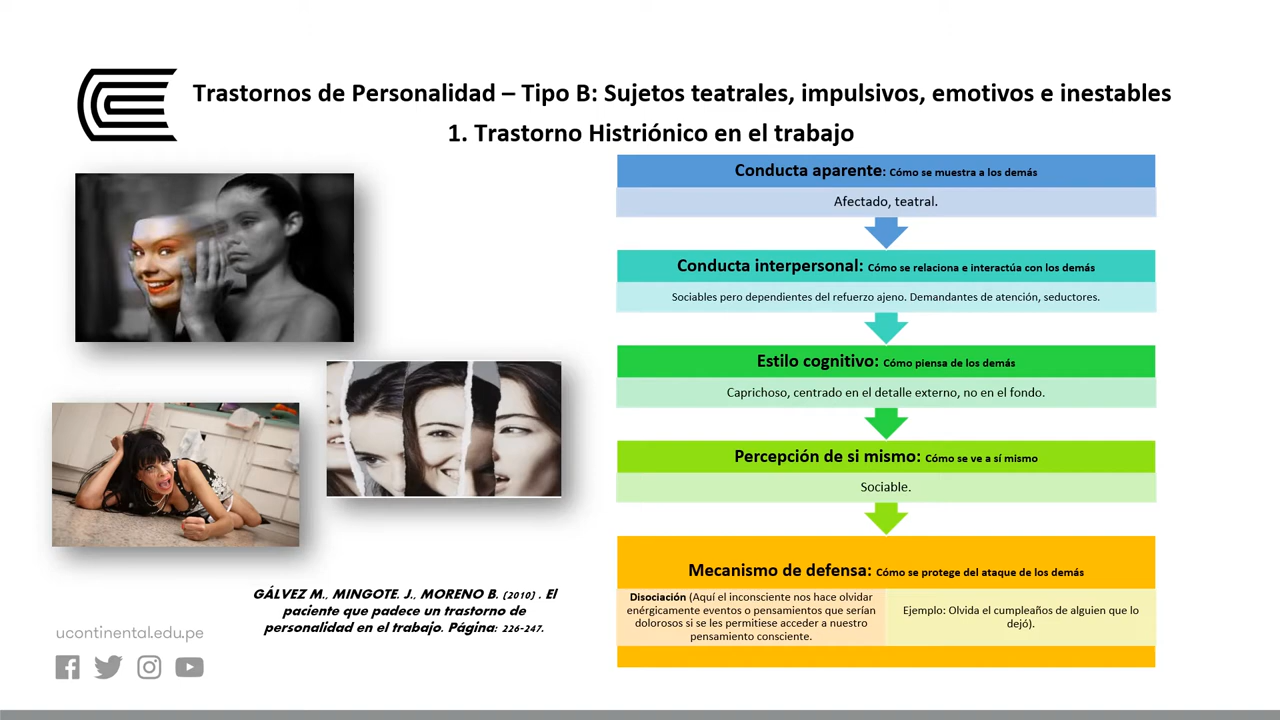 Trastornos de Personalidad – Tipo B: Sujetos teatrales, impulsivos, emotivos e inestables
1. Trastorno Histriónico en el trabajo
Conducta aparente: Cómo se muestra a los demás
Afectado, teatral.
Conducta interpersonal: Cómo se relaciona e interactúa con los demás
Sociables pero dependientes del refuerzo ajeno. Demandantes de atención, seductores.
Estilo cognitivo: Cómo piensa de los demás
Caprichoso, centrado en el detalle externo, no en el fondo.
Percepción de si mismo: Cómo se ve a sí mismo
Sociable.
Mecanismo de defensa: Cómo se protege del ataque de los demás
Disociación (Aquí el inconsciente nos hace olvidar
enérgicamente eventos o pensamientos que serían
dolorosos si se les permitiese acceder a nuestro
pensamiento consciente.
Ejemplo: Olvida el cumpleaños de alguien que lo
dejó).
GÁLVEZ M., MINGOTE. J., MORENO B. (2010) . El
paciente que padece un trastorno de
personalidad en el trabajo. Página: 226-247.
ucontinental.edu.pe